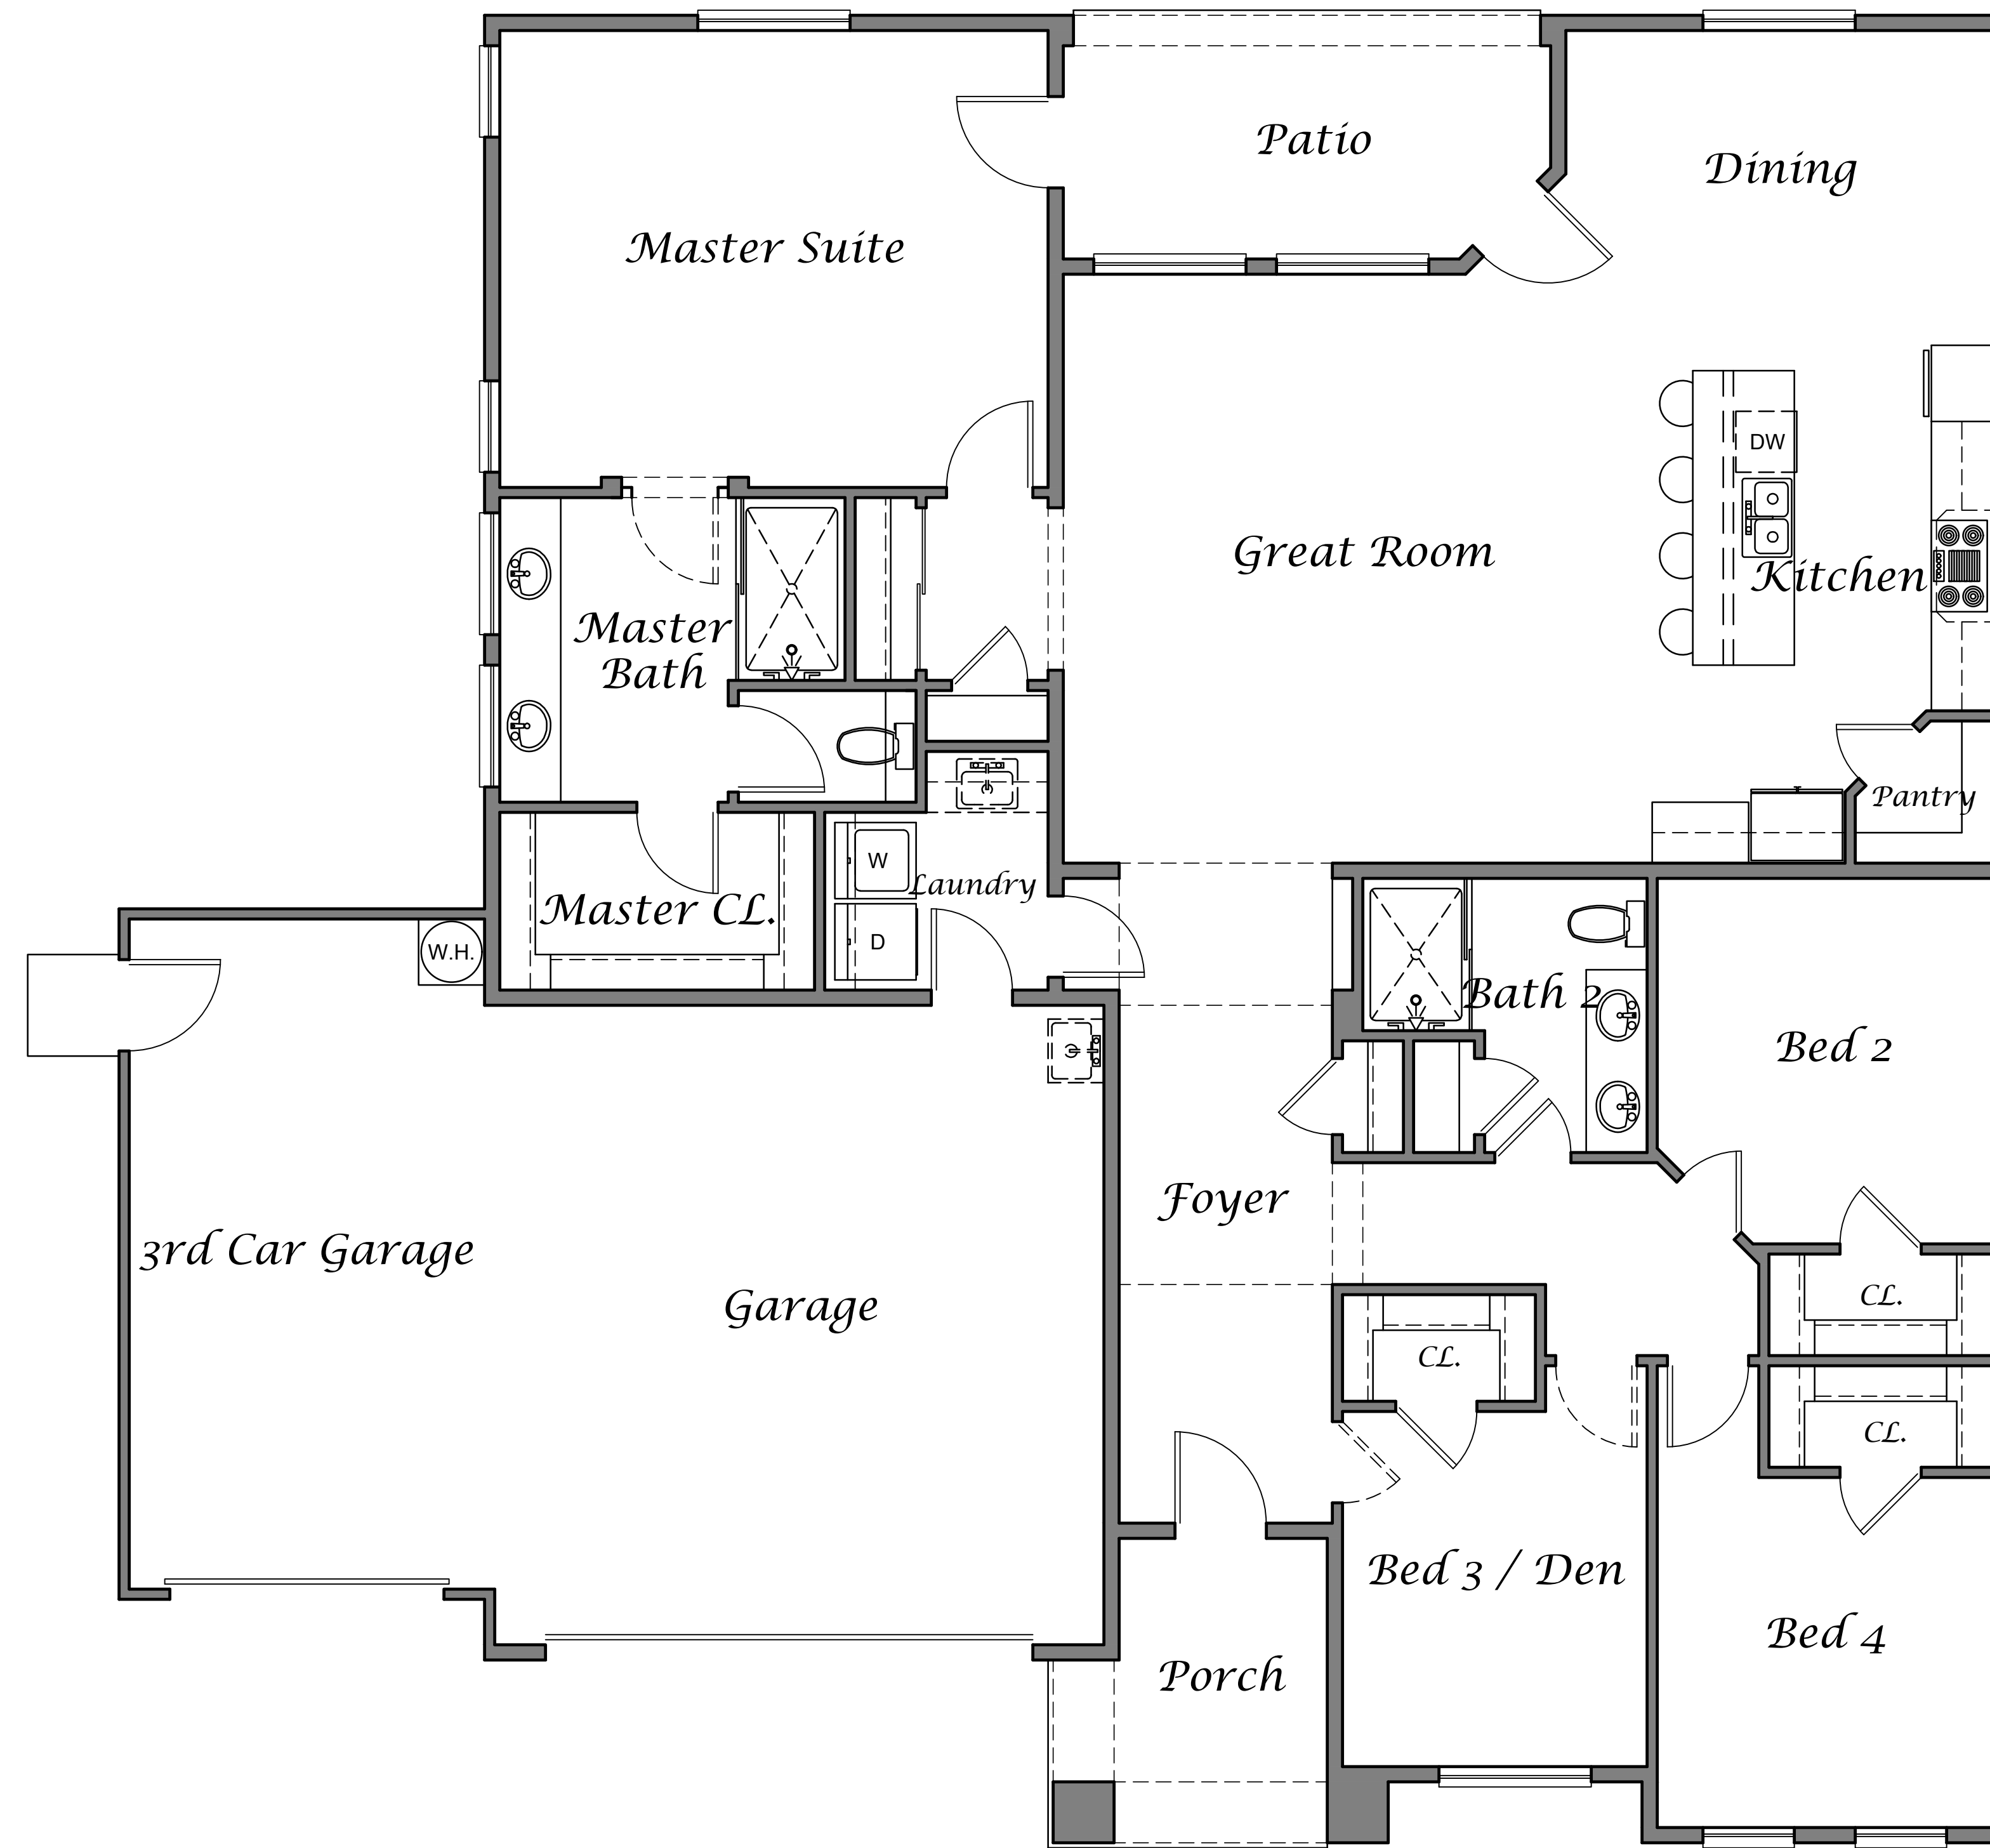 Patio
Dining
Master Suite
DW
Great Room
Kitchen
Master
Bath
Pantry
W
Laundry
Master CL.
D
W.H.
Bath 2
Bed 2
Foyer
3rd Car Garage
Garage
CL.
CL.
CL.
Bed 3 / Den
Bed 4
Porch